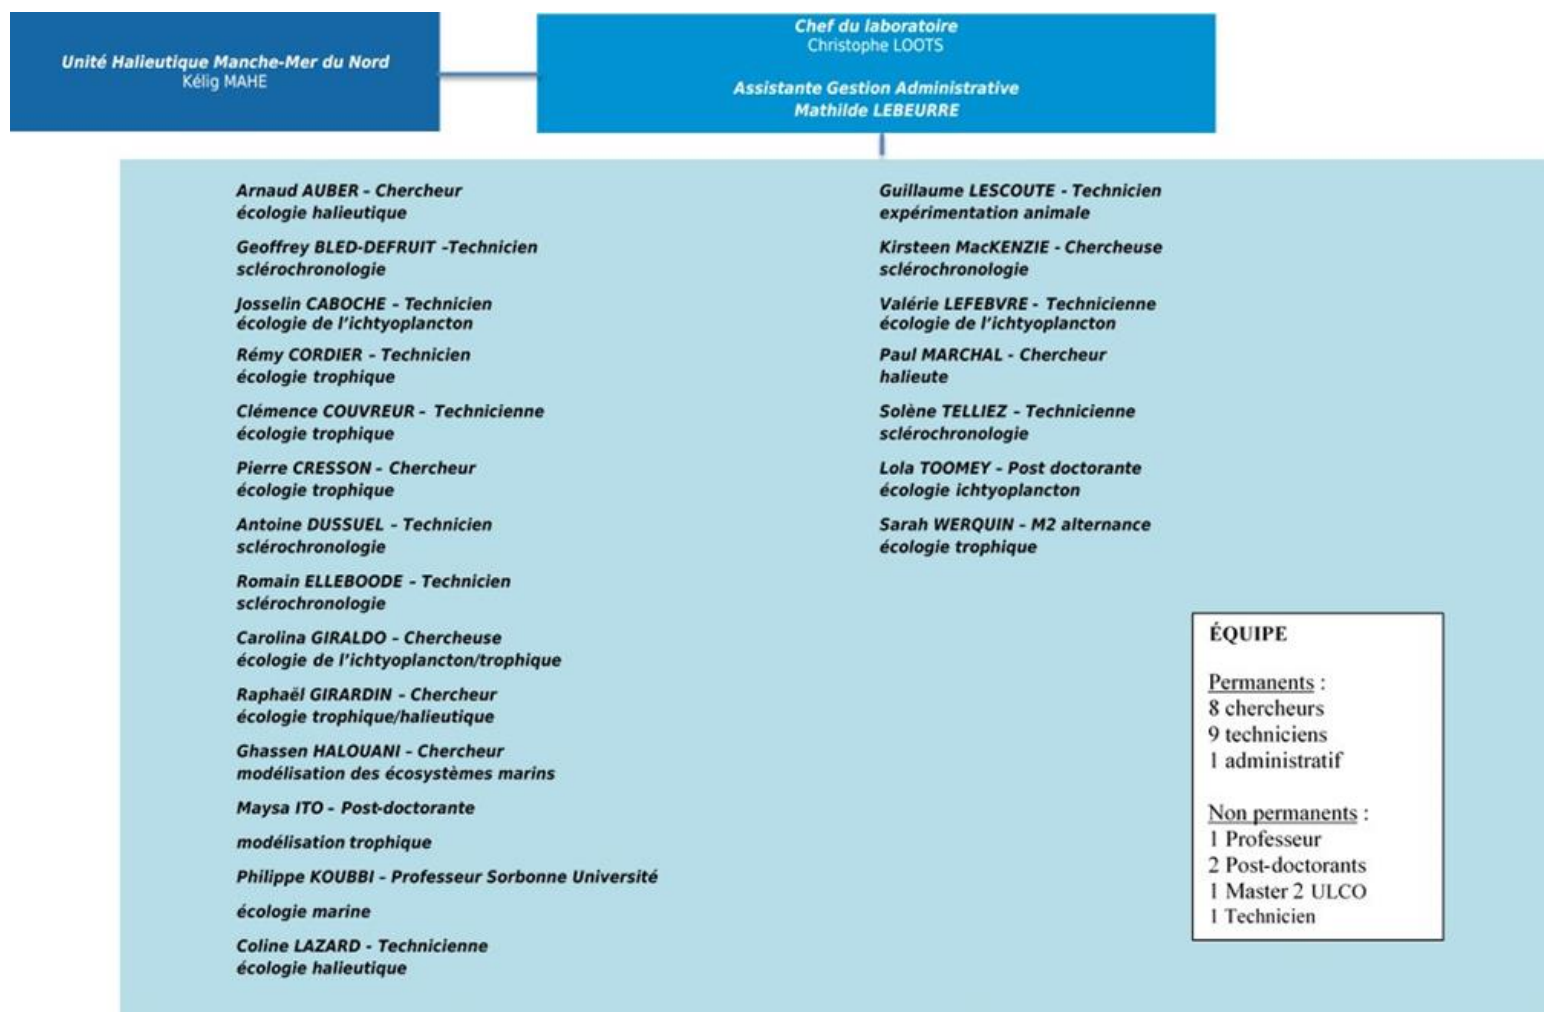 Unité Halieutique Manche-Mer du Nord
Kélig MAHE
Chef du laboratoire
Christophe LOOTS
Assistante Gestion Administrative
Mathilde LEBEURRE
Arnaud AUBER – Chercheur
écologie halieutique
Geoffrey BLED-DEFRUIT –Technicien
sclérochronologie
Josselin CABOCHE – Technicien
écologie de l’ichtyoplancton
Rémy CORDIER – Technicien
écologie trophique
Clémence COUVREUR – Technicienne
écologie trophique
Pierre CRESSON – Chercheur
écologie trophique
Antoine DUSSUEL – Technicien
sclérochronologie
Romain ELLEBOODE – Technicien
sclérochronologie
Carolina GIRALDO – Chercheuse
écologie de l’ichtyoplancton/trophique
Raphaël GIRARDIN – Chercheur
écologie trophique/halieutique
Ghassen HALOUANI – Chercheur
modélisation des écosystèmes marins
Maysa ITO – Post-doctorante
modélisation trophique
Philippe KOUBBI – Professeur Sorbonne Université
écologie marine
Coline LAZARD - Technicienne
écologie halieutique
Guillaume LESCOUTE - Technicien
expérimentation animale
Kirsteen MacKENZIE - Chercheuse
sclérochronologie
Valérie LEFEBVRE - Technicienne
écologie de l’ichtyoplancton
Paul MARCHAL - Chercheur
halieute
Solène TELLIEZ – Technicienne
sclérochronologie
Lola TOOMEY – Post doctorante
écologie ichtyoplancton
Sarah WERQUIN – M2 alternance
écologie trophique
ÉQUIPE
Permanents :
8 chercheurs
9 techniciens
1 administratif
Non permanents :
1 Professeur
2 Post-doctorants
1 Master 2 ULCO
1 Technicien